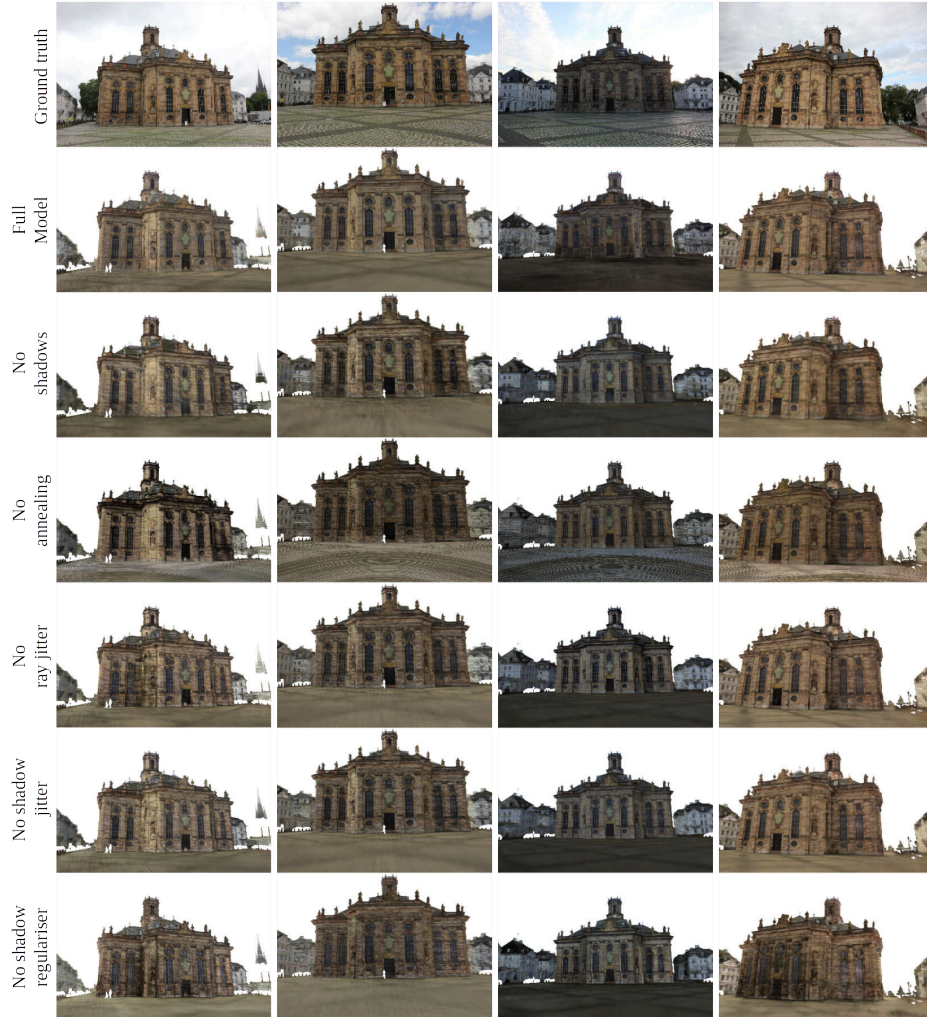 Ground truth
Full
Model
No
shadows
No
annealing
No
ray jitter
No shadow
jitter
No shadow
regulariser